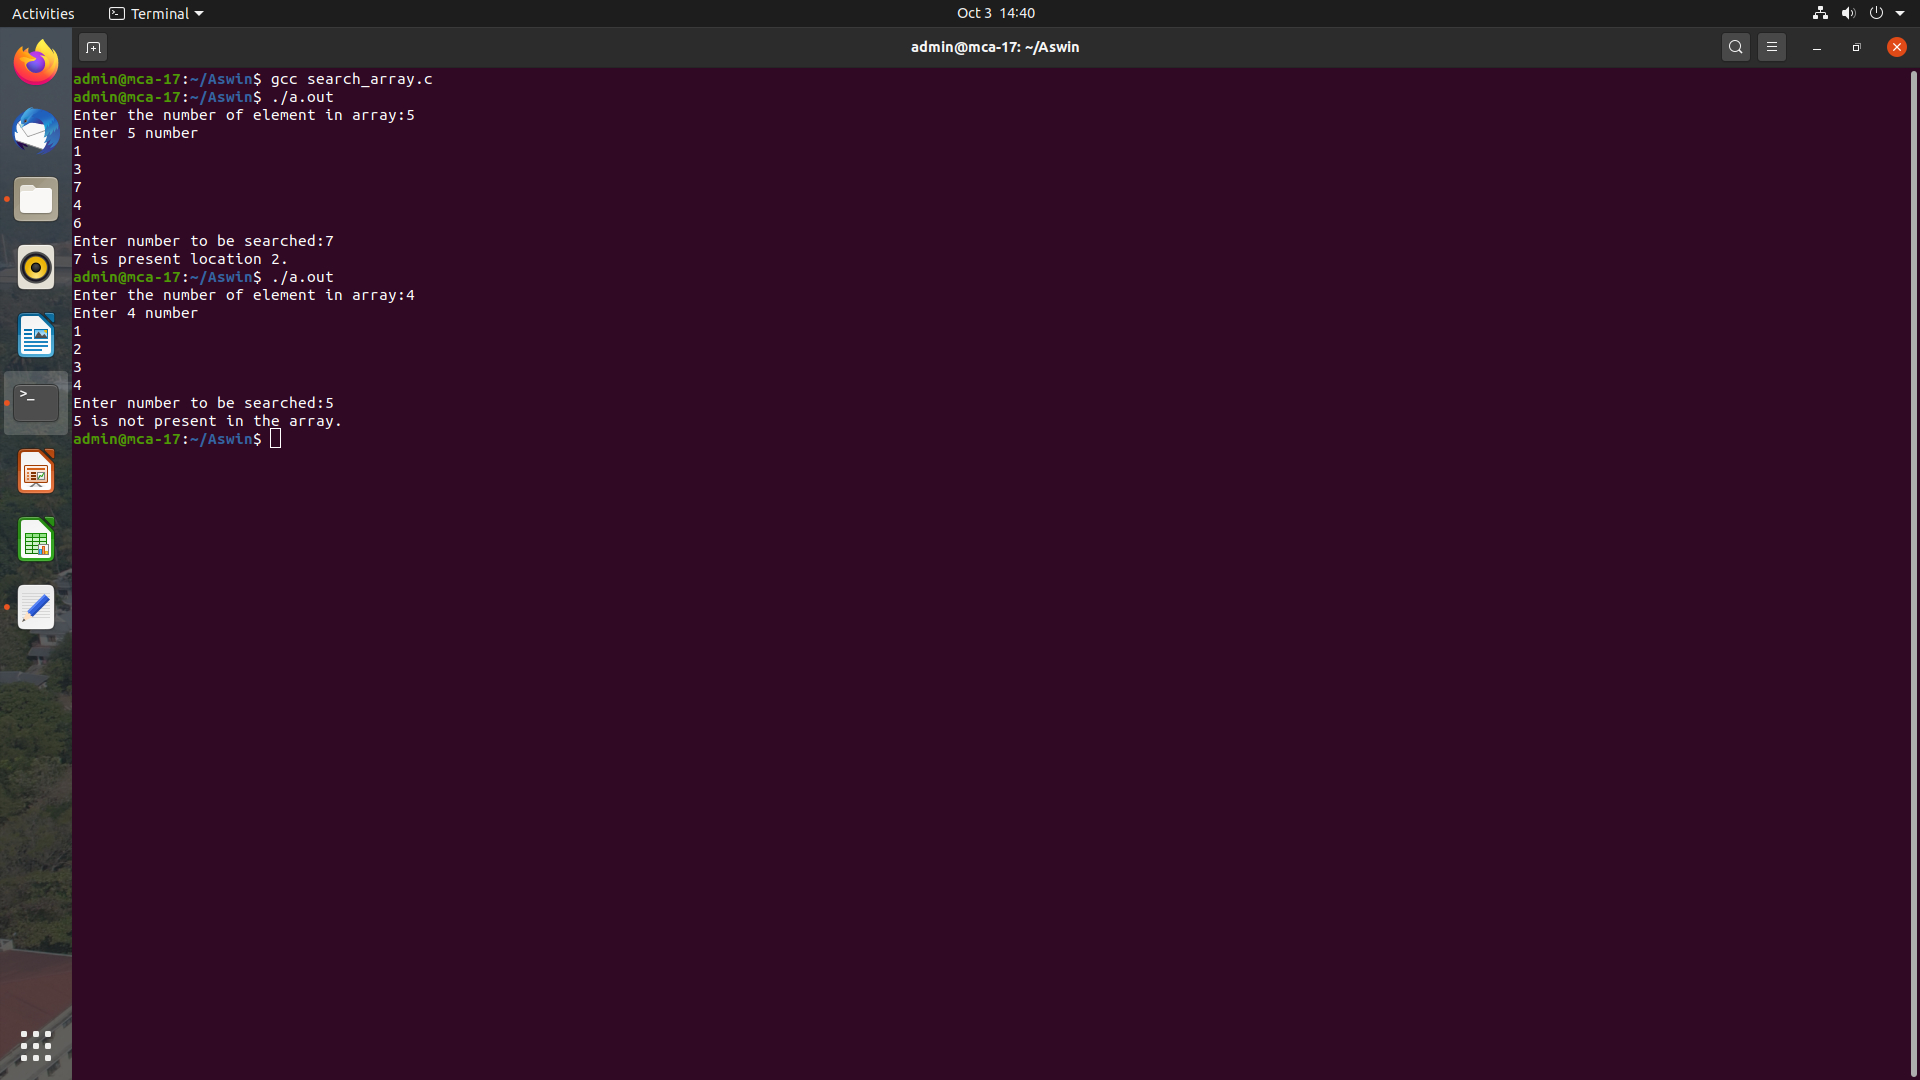 Activities
Terminal
Oct 3 14:40
admin@mca-17: ~/Aswin
admin@mca-17:~/Aswin$ gcc search_array.c
admin@mca-17:~/Aswin$ ./a.out
Enter the number of element in array:5
Enter 5 number
1
3
7
4
6
Enter number to be searched:7
7 is present location 2.
admin@mca-17:~/Aswin$ ./a.out
Enter the number of element in array:4
Enter 4 number
1
2
3
4
Enter number to be searched:5
5 is not present in the array.
admin@mca-17:~/Aswin$